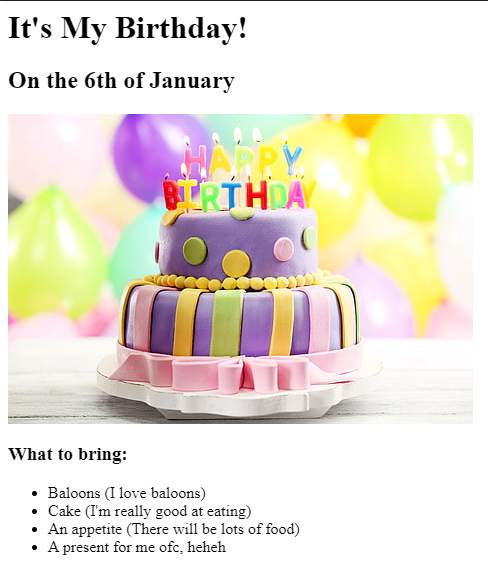 It's My Birthday!
On the 6th of January
HAPPY
BIRTHDAY
What to bring:
Baloons (I love baloons)
Cake (I'm really good at eating)
An appetite (There will be lots of food)
A present for me ofc, heheh